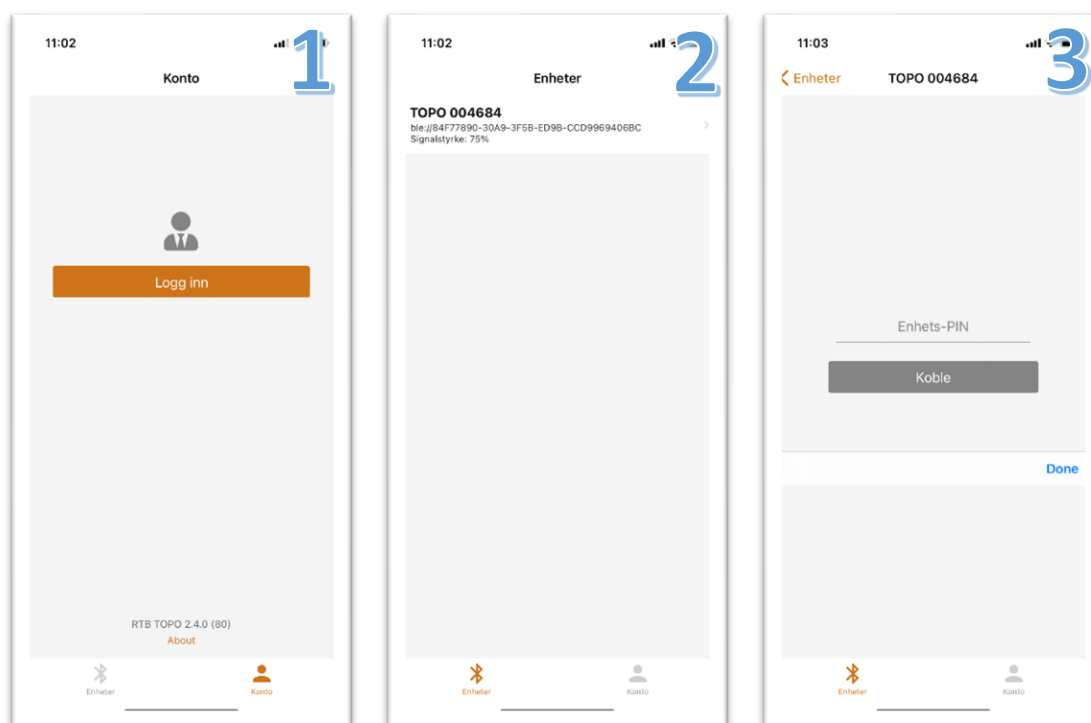 11:02
1
Konto
Logg inn
RTB TOPO 2.4.0 (80)
About
Enheter
Konto
11:02
2
Enheter
TOPO 004684
ble://84F77890-30A9-3F5B-ED9B-CCD9969406BC
Signalstyrke: 75%
Enheter
Konto
11:03
3
Enheter
TOPO 004684
Enhets-PIN
Koble
Done
Enheter
Konto